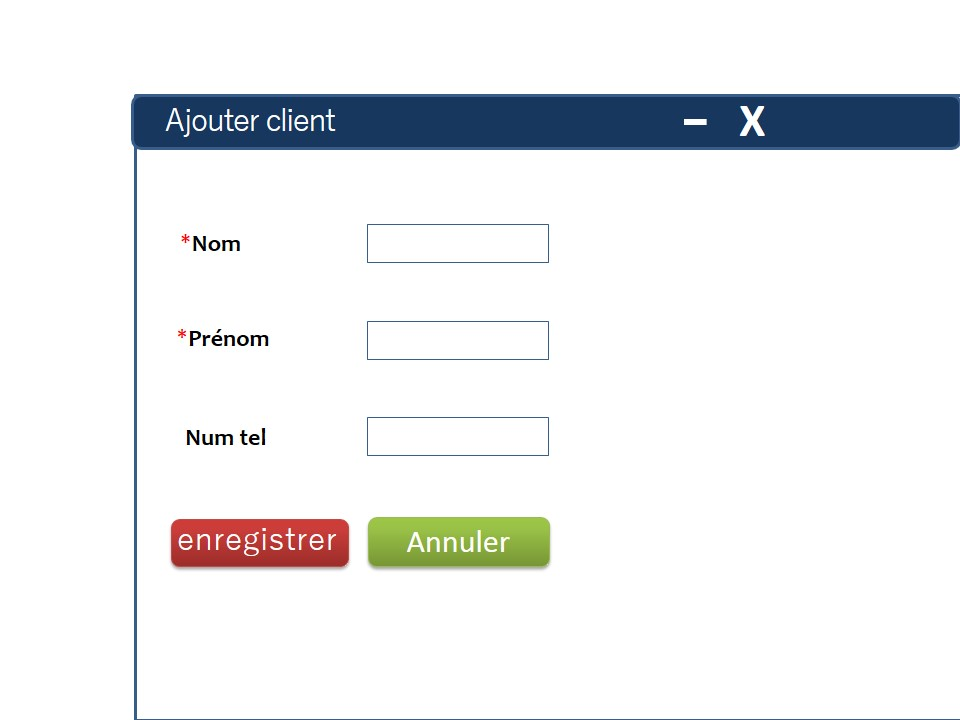 Ajouter client – X
*Nom
*Prénom
Num tel
enregistrer Annuler